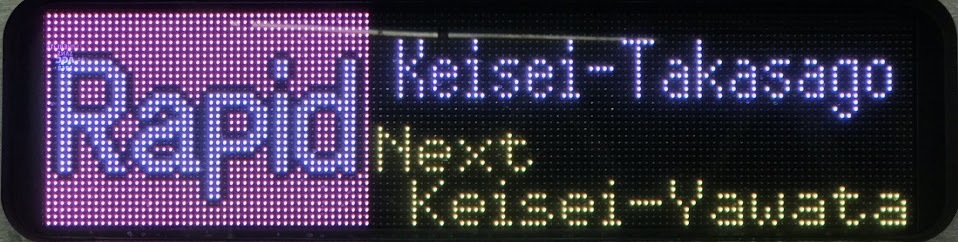 Rapid
Keisei-Takasago
Next
Keisei-Yawata